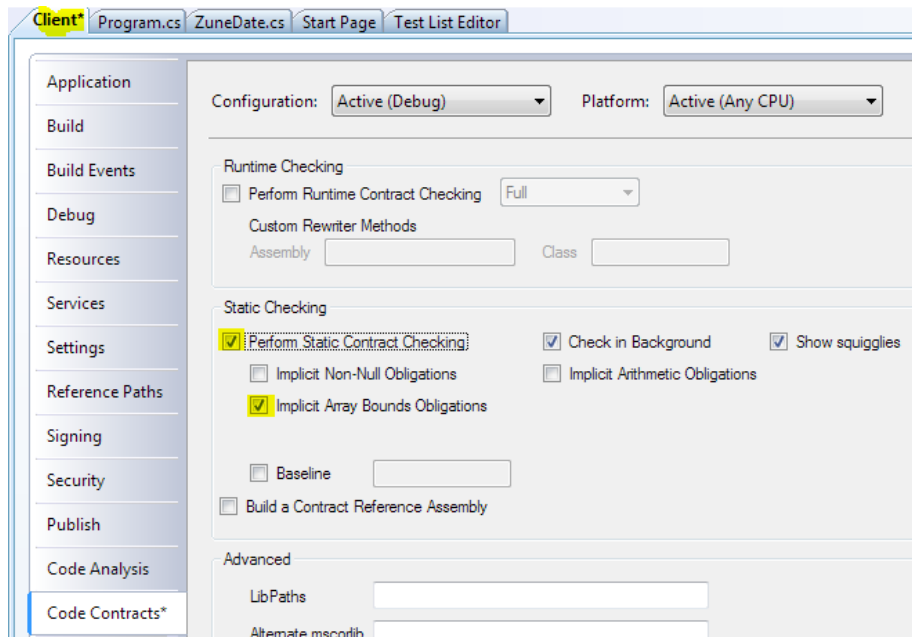 Client* Program.cs ZuneDate.cs Start Page Test List Editor
Application
Build
Build Events
Debug
Resources
Services
Settings
Reference Paths
Signing
Security
Publish
Code Analysis
Code Contracts*
Configuration: Active (Debug) Platform: Active (Any CPU)
Runtime Checking
Perform Runtime Contract Checking Full
Custom Rewriter Methods
Assembly Class
Static Checking
Perform Static Contract Checking Check in Background Show squigglies
Implicit Non-Null Obligations Implicit Arithmetic Obligations
Implicit Array Bounds Obligations
Baseline
Build a Contract Reference Assembly
Advanced
LibPaths
Alternate mscorlib